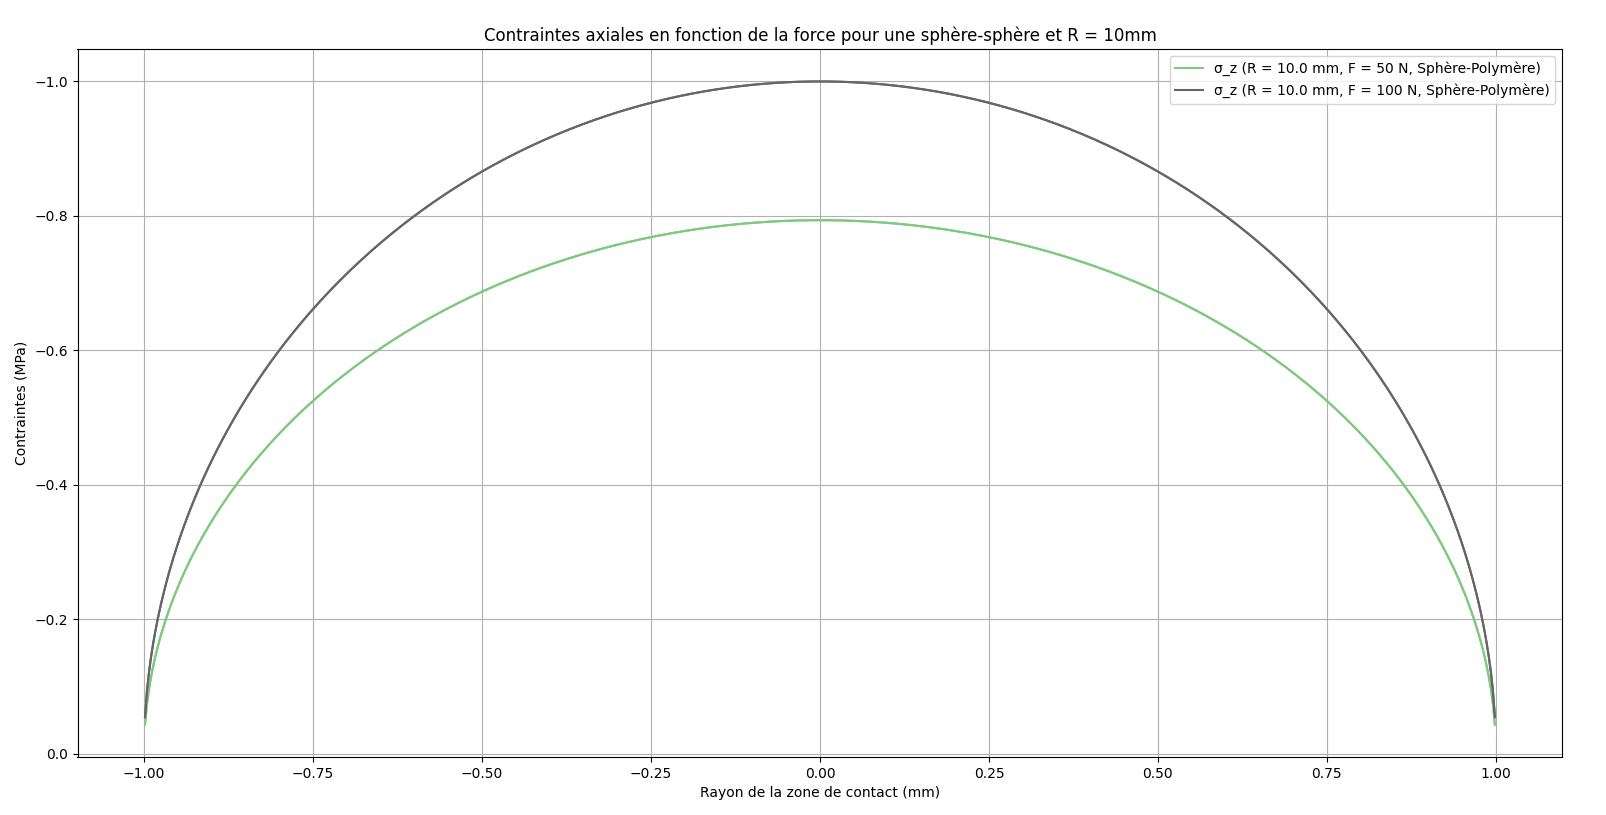 Contraintes axiales en fonction de la force pour une sphère-sphère et R = 10mm
σ_z (R = 10.0 mm, F = 50 N, Sphère-Polymère)
σ_z (R = 10.0 mm, F = 100 N, Sphère-Polymère)
Contraintes (MPa)
−1.0
−0.8
−0.6
−0.4
−0.2
0.0
−1.00 −0.75 −0.50 −0.25 0.00 0.25 0.50 0.75 1.00
Rayon de la zone de contact (mm)